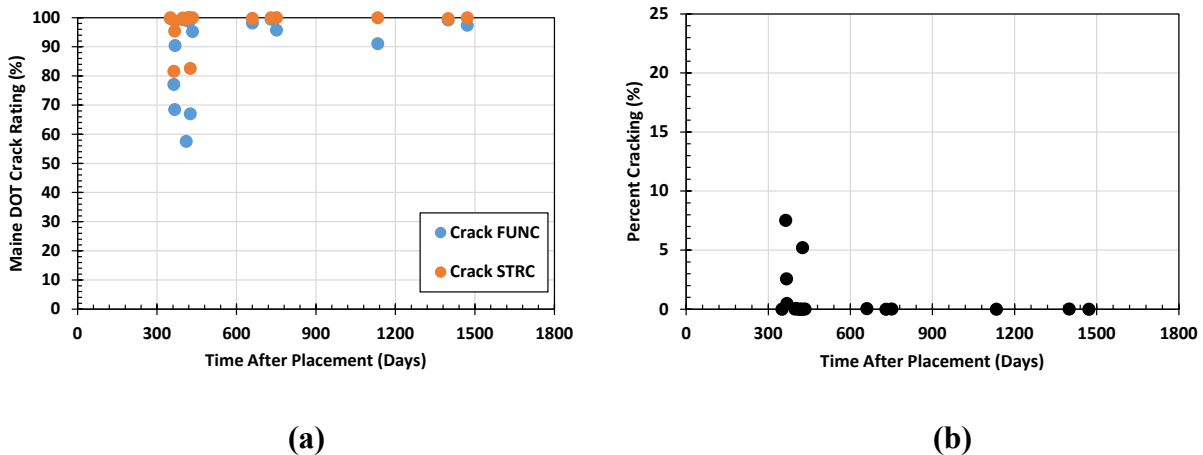 Maine DOT Crack Rating (%)
100
90
80
70
60
50
40
30
20
10
0
0 300 600 900 1200 1500 1800
Time After Placement (Days)
Crack FUNC
Crack STRC
(a)
Percent Cracking (%)
25
20
15
10
5
0
0 300 600 900 1200 1500 1800
Time After Placement (Days)
(b)